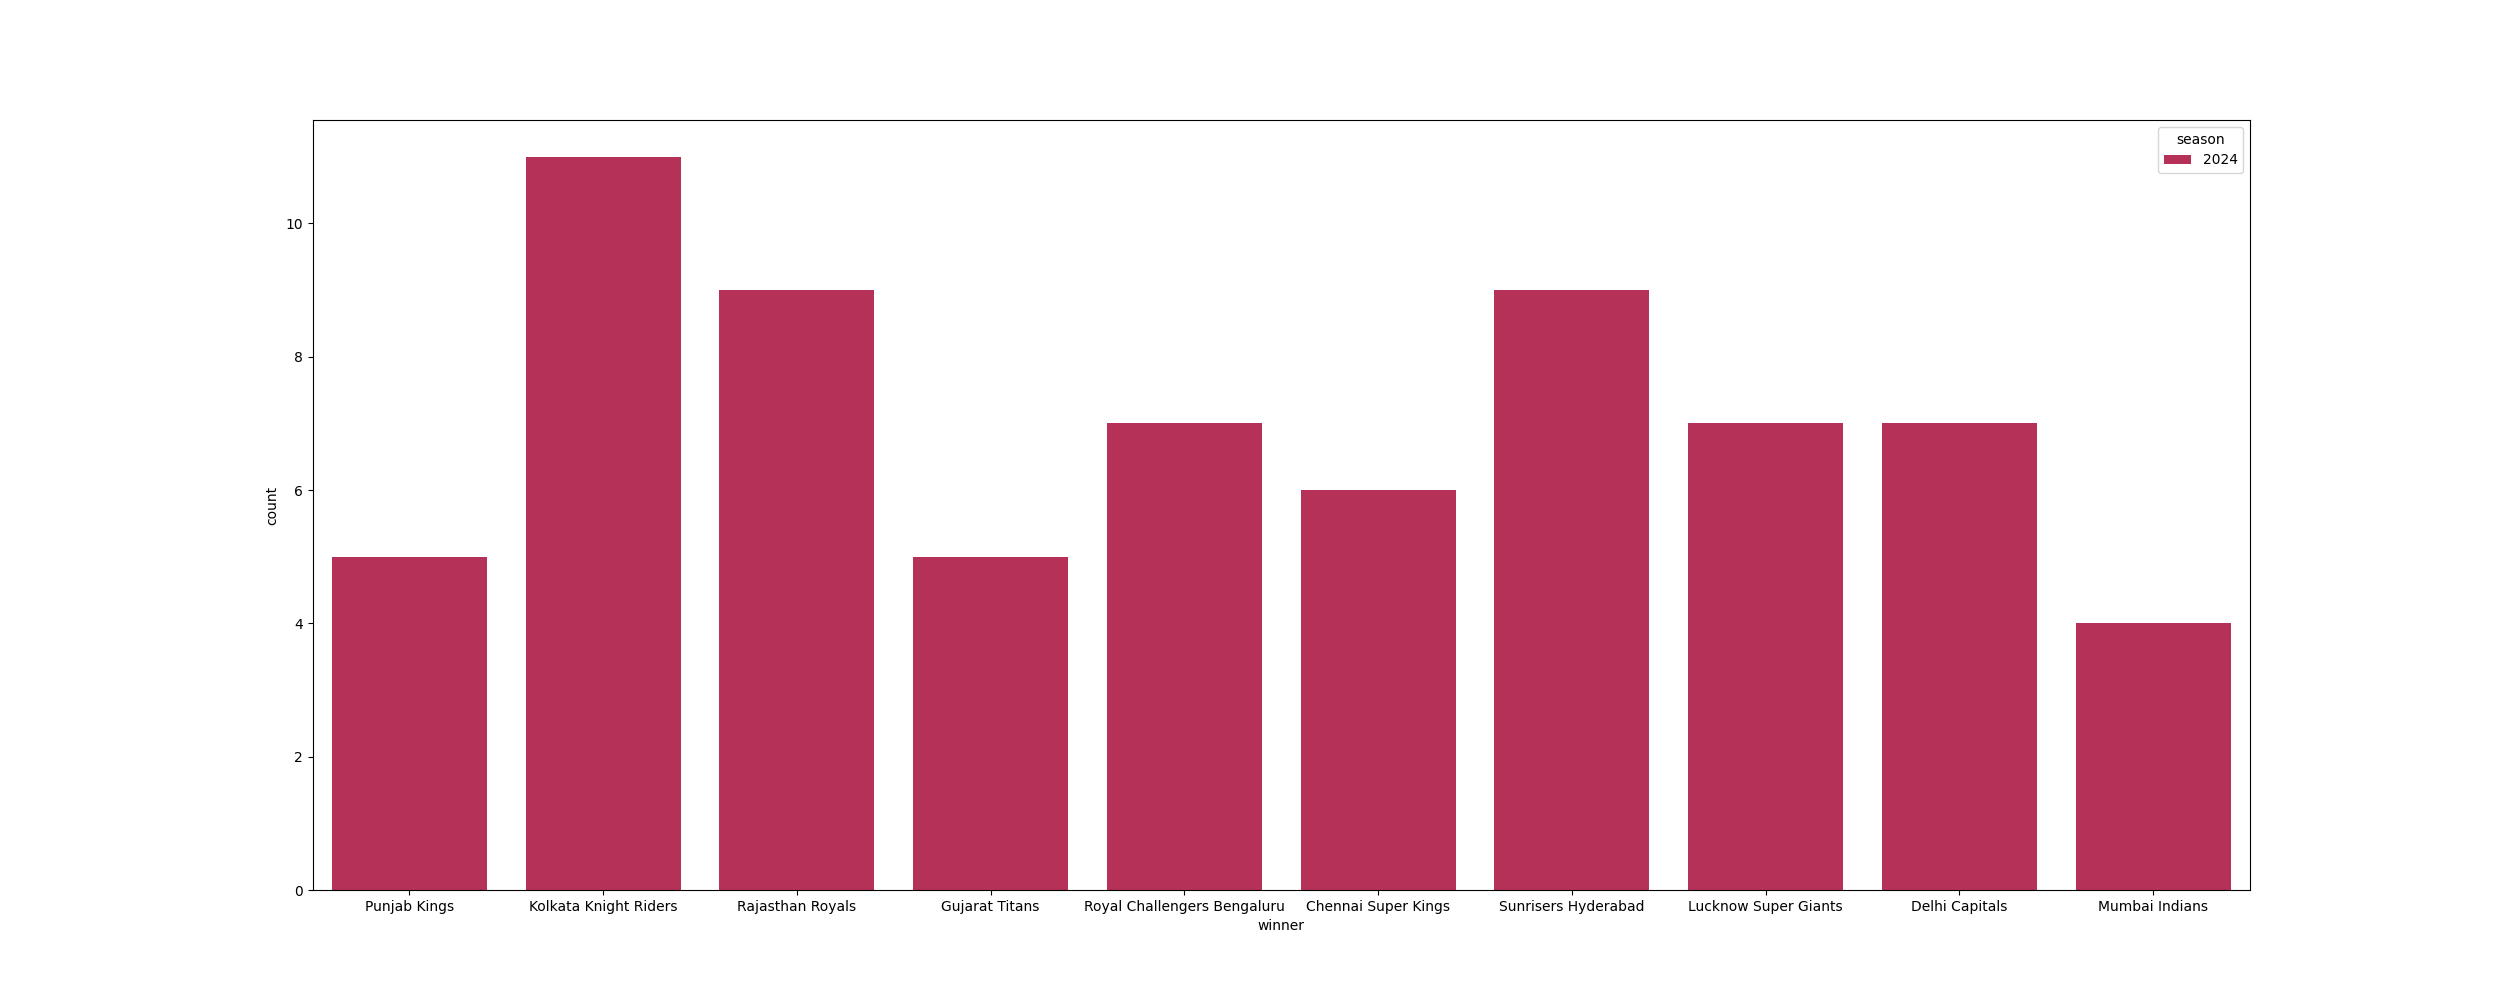 season
2024
10
8
6
4
2
0
count
Punjab Kings Kolkata Knight Riders Rajasthan Royals Gujarat Titans Royal Challengers Bengaluru Chennai Super Kings Sunrisers Hyderabad Lucknow Super Giants Delhi Capitals Mumbai Indians
winner